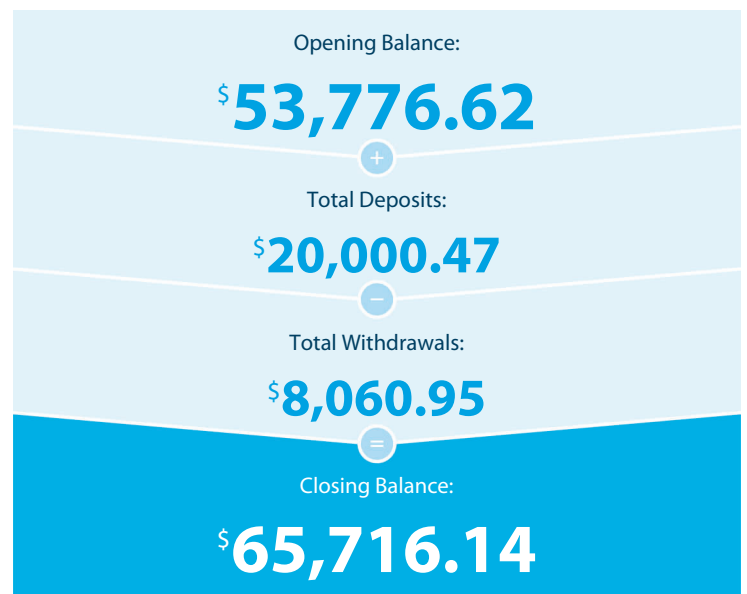 Opening Balance:
$53,776.62
+
Total Deposits:
$20,000.47
−
Total Withdrawals:
$8,060.95
=
Closing Balance:
$65,716.14